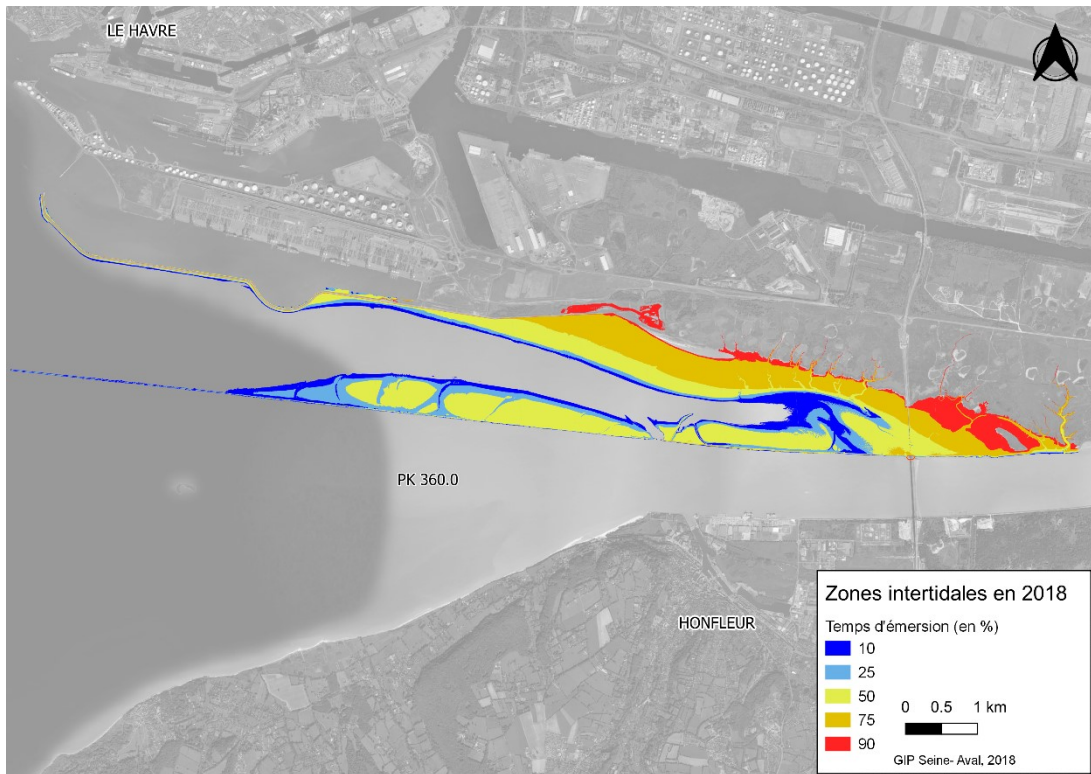 LE HAVRE
PK 360.0
HONFLEUR
Zones intertidales en 2018
Temps d'émersion (en %)
10
25
50
75
90
0 0.5 1 km
GIP Seine- Aval, 2018